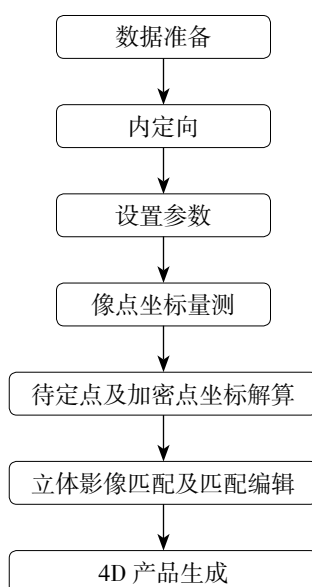 数据准备
内定向
设置参数
像点坐标量测
待定点及加密点坐标解算
立体影像匹配及匹配编辑
4D 产品生成